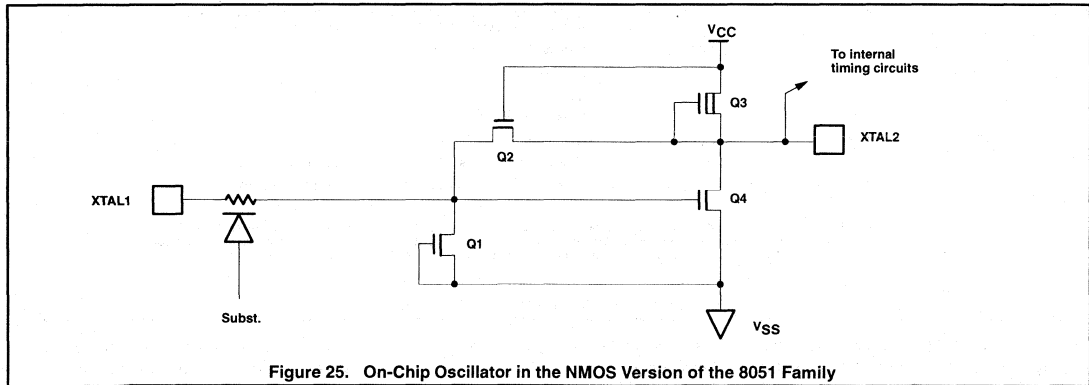 VCC
To internal
timing circuits
Q3
XTAL2
Q2
XTAL1
Q4
Q1
Subst.
VSS
Figure 25. On-Chip Oscillator in the NMOS Version of the 8051 Family